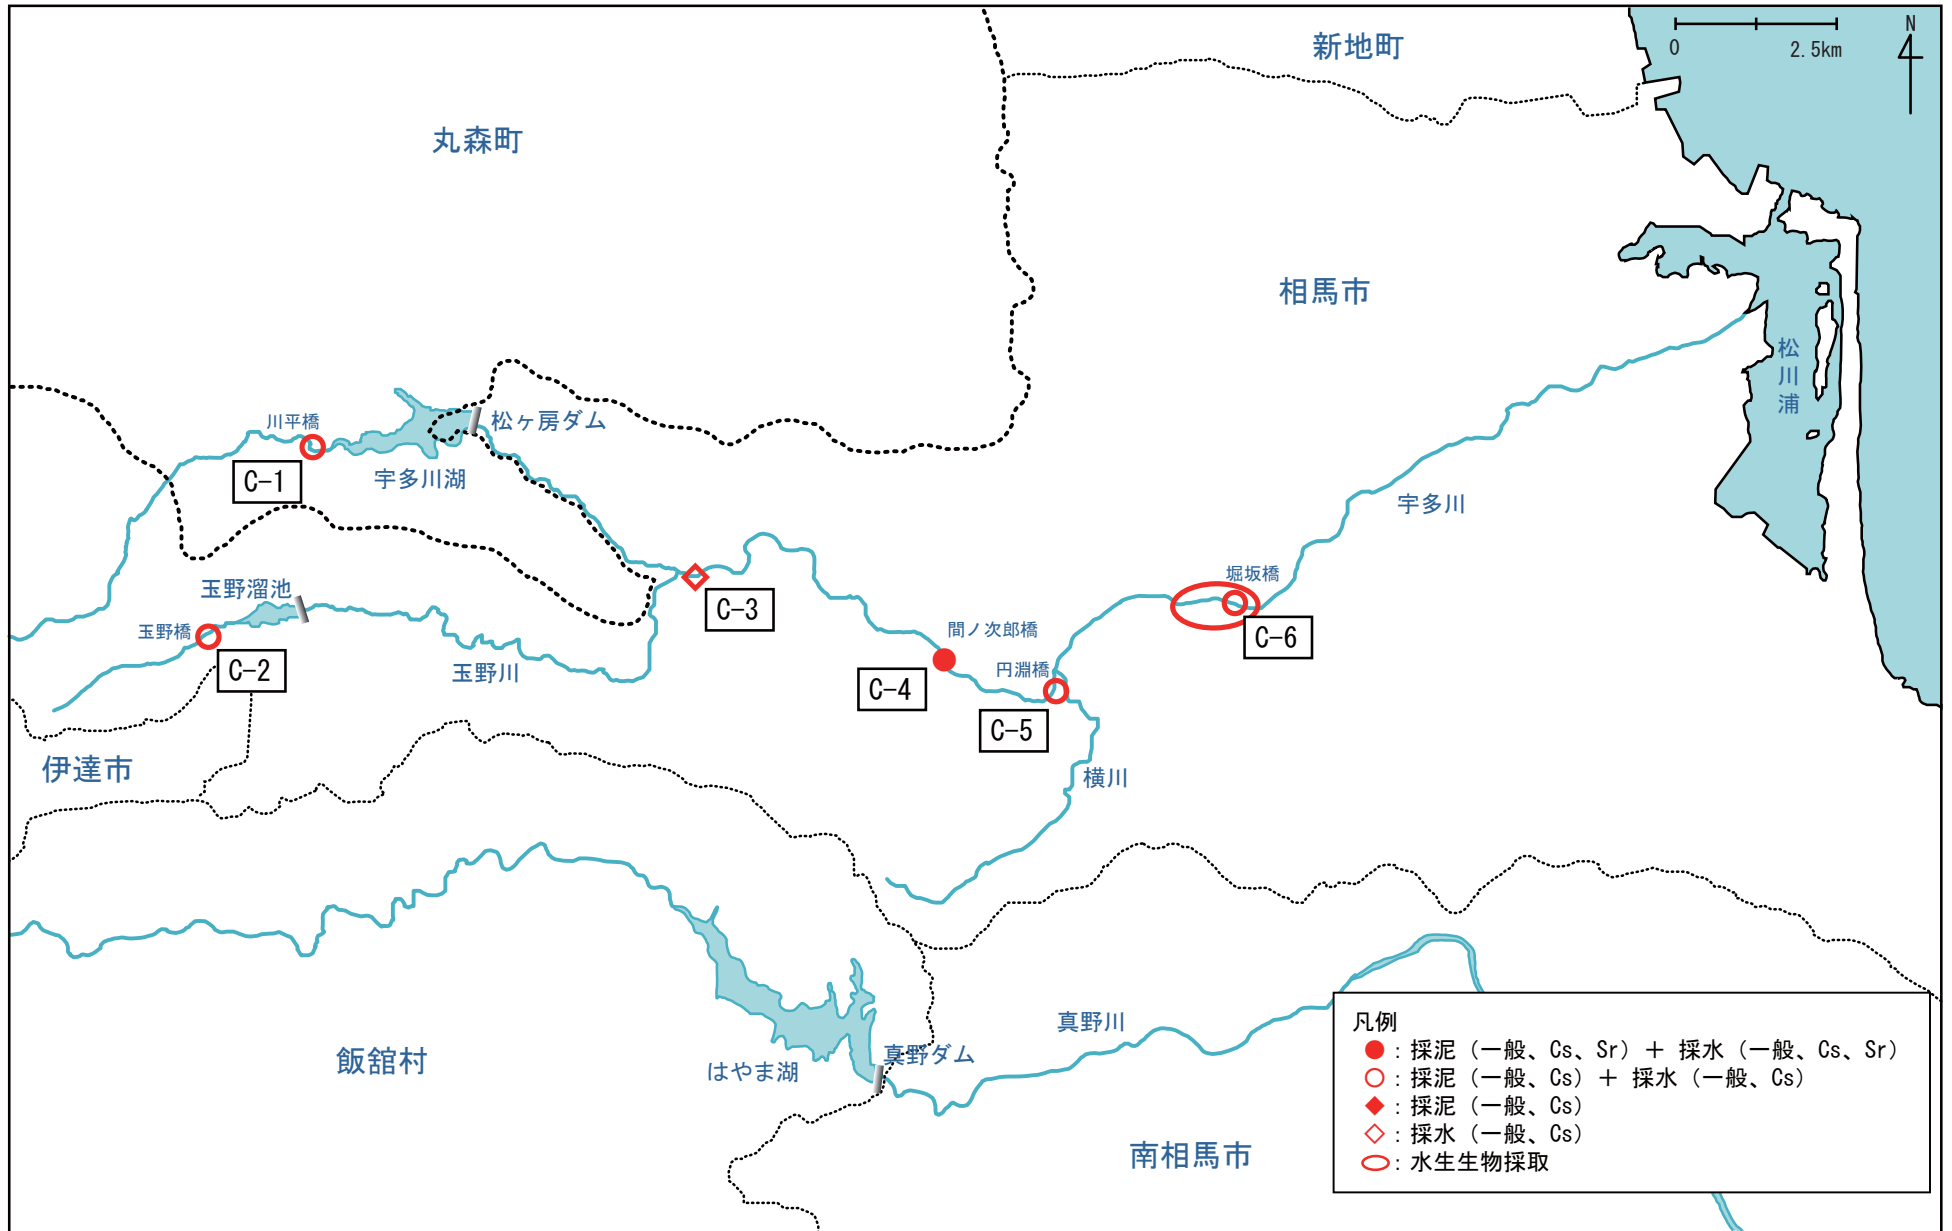 新地町
0
2.5km
N
丸森町
相馬市
松川浦
川平橋
松ヶ房ダム
C-1
宇多川湖
宇多川
玉野溜池
堀坂橋
玉野橋
C-3
間ノ次郎橋
C-6
C-2
玉野川
円淵橋
C-4
C-5
伊達市
横川
真野川
飯舘村
はやま湖
真野ダム
南相馬市
凡例
：採泥（一般、Cs、Sr）＋ 採水（一般、Cs、Sr）
：採泥（一般、Cs）＋ 採水（一般、Cs）
：採泥（一般、Cs）
：採水（一般、Cs）
：水生生物採取